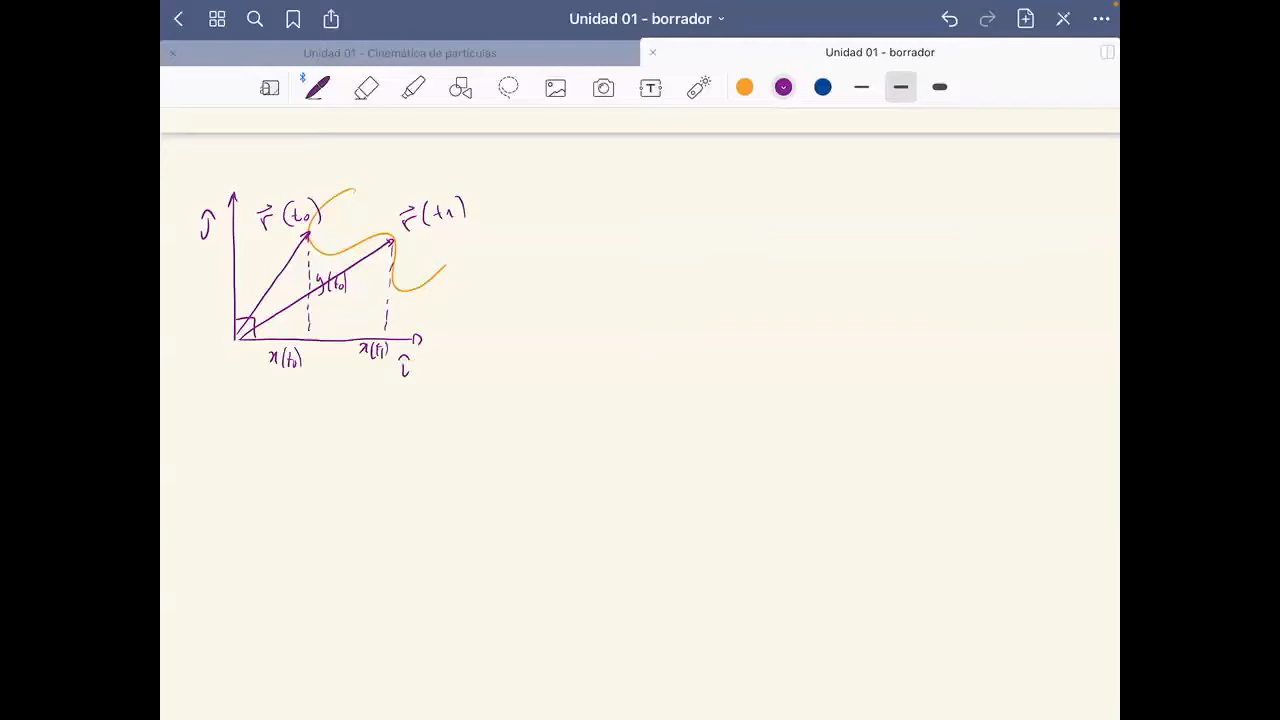 Unidad 01 - borrador
Unidad 01 - Cinemática de partículas
Unidad 01 - borrador
T
ĵ
r⃗(t₀)
r⃗(t₁)
y(t₀)
x(t₀)
x(t₁)
î